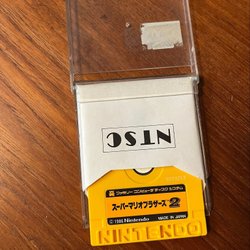 NTSC
ファミリー コンピュータ ディスク システム
スーパーマリオブラザーズ2
© 1986 Nintendo MADE IN JAPAN
NINTENDO